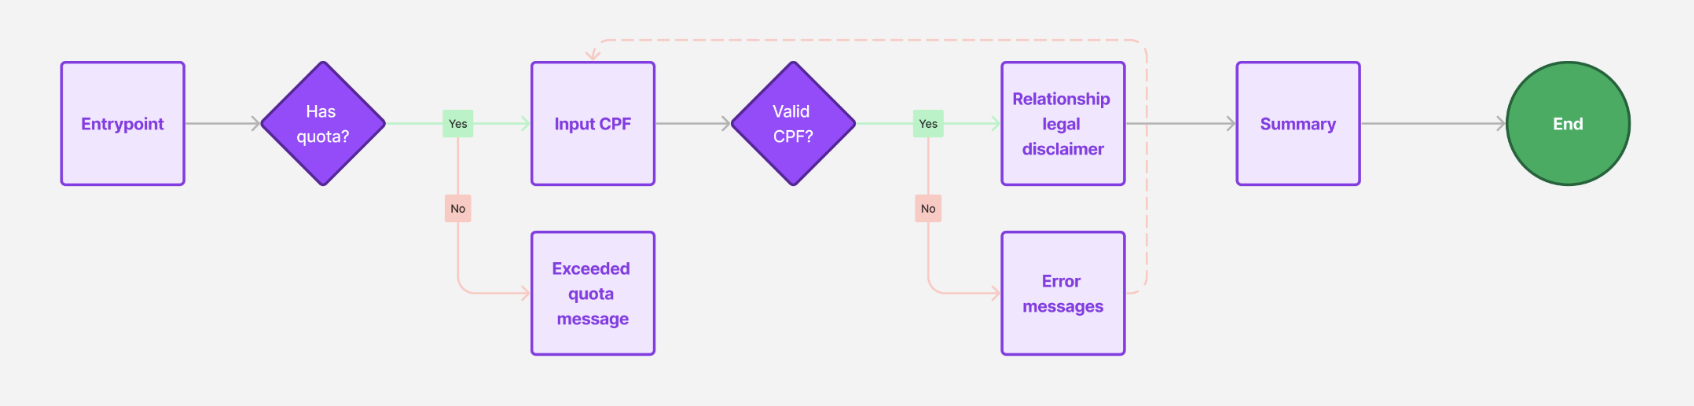 Entrypoint
Has
quota?
Yes
No
Input CPF
Exceeded
quota
message
Valid
CPF?
Yes
No
Relationship
legal
disclaimer
Error
messages
Summary
End